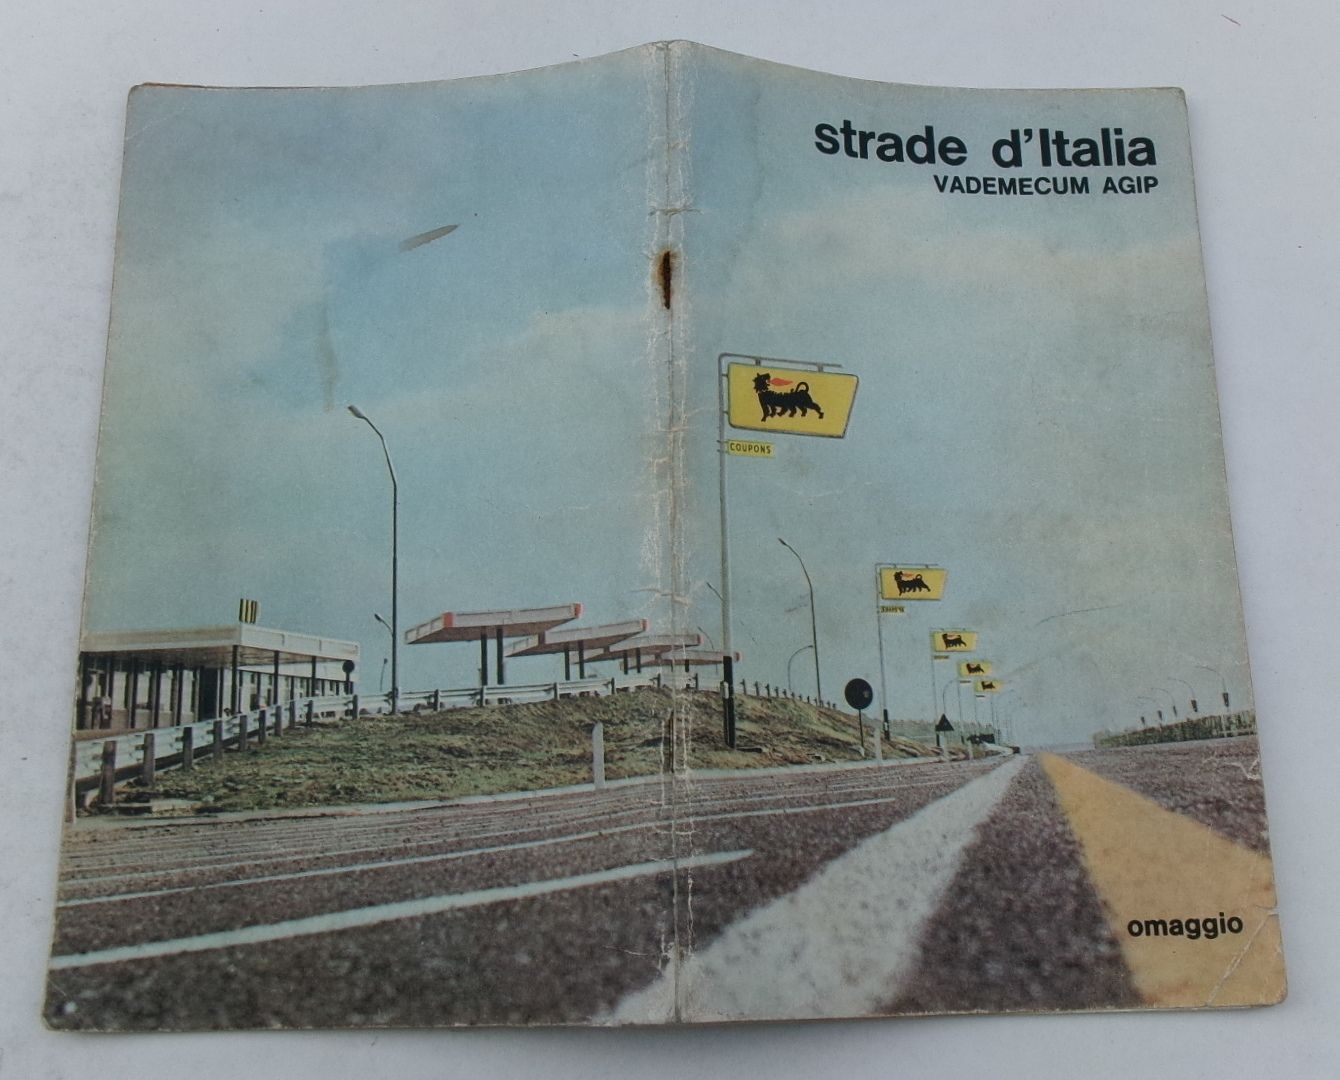 strade d'Italia
VADEMECUM AGIP
COUPONS
omaggio